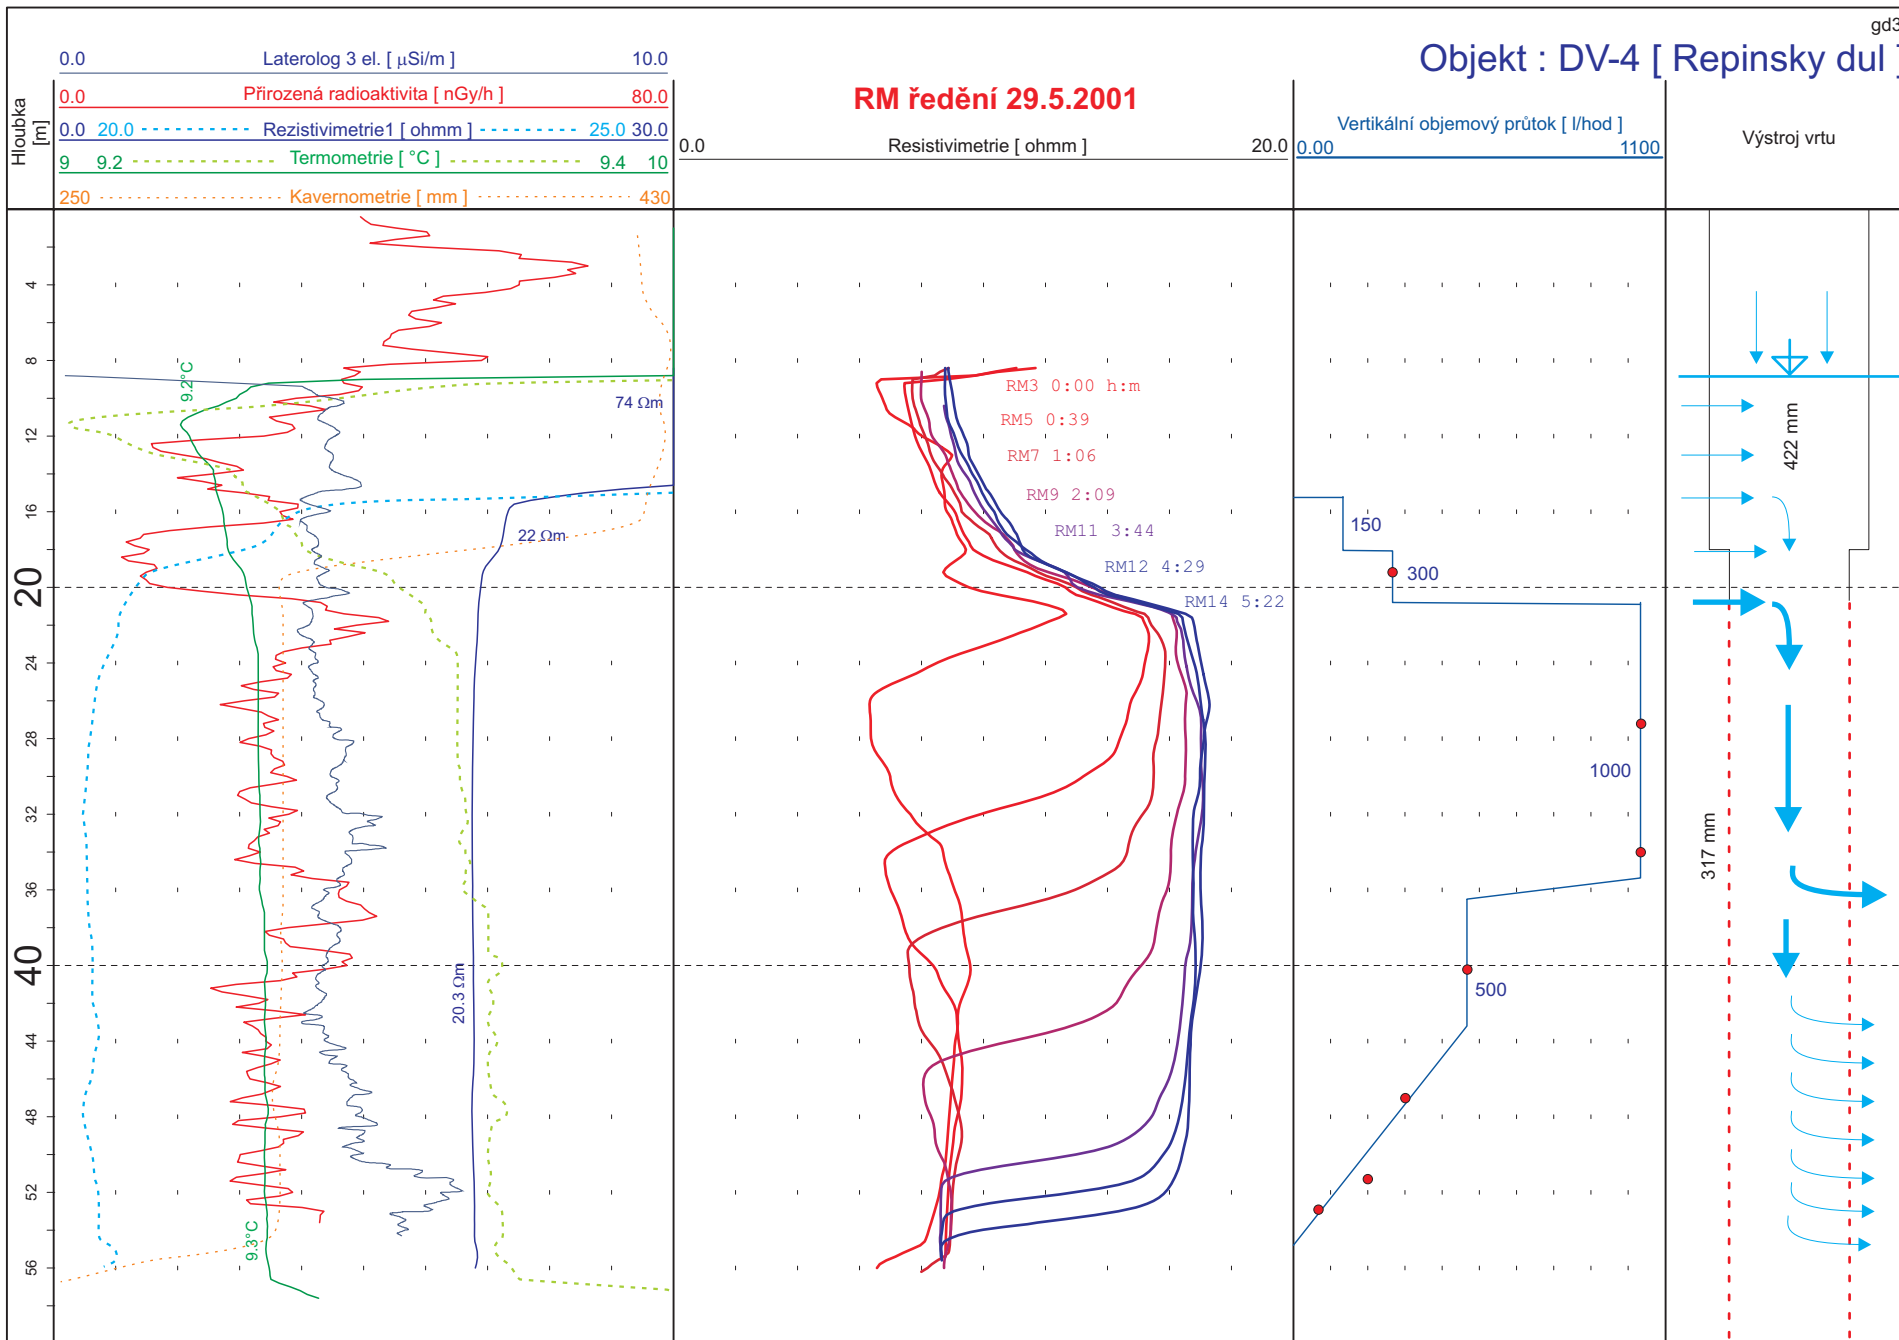 gd3
Objekt : DV-4 [ Repinsky dul ]
Hloubka
[m]
0.0 Laterolog 3 el. [ µSi/m ] 10.0
0.0 Přirozená radioaktivita [ nGy/h ] 80.0
0.0 20.0 Rezistivimetrie1 [ ohmm ] 25.0 30.0
9 9.2 Termometrie [ °C ] 9.4 10
250 Kavernometrie [ mm ] 430
RM ředění 29.5.2001
0.0 Resistivimetrie [ ohmm ] 20.0
Vertikální objemový průtok [ l/hod ]
0.00 1100
Výstroj vrtu
4
8
12
16
20
24
28
32
36
40
44
48
52
56
9.2°C
74 Ωm
22 Ωm
20.3 Ωm
9.3°C
RM3 0:00 h:m
RM5 0:39
RM7 1:06
RM9 2:09
RM11 3:44
RM12 4:29
RM14 5:22
150
300
1000
500
422 mm
317 mm